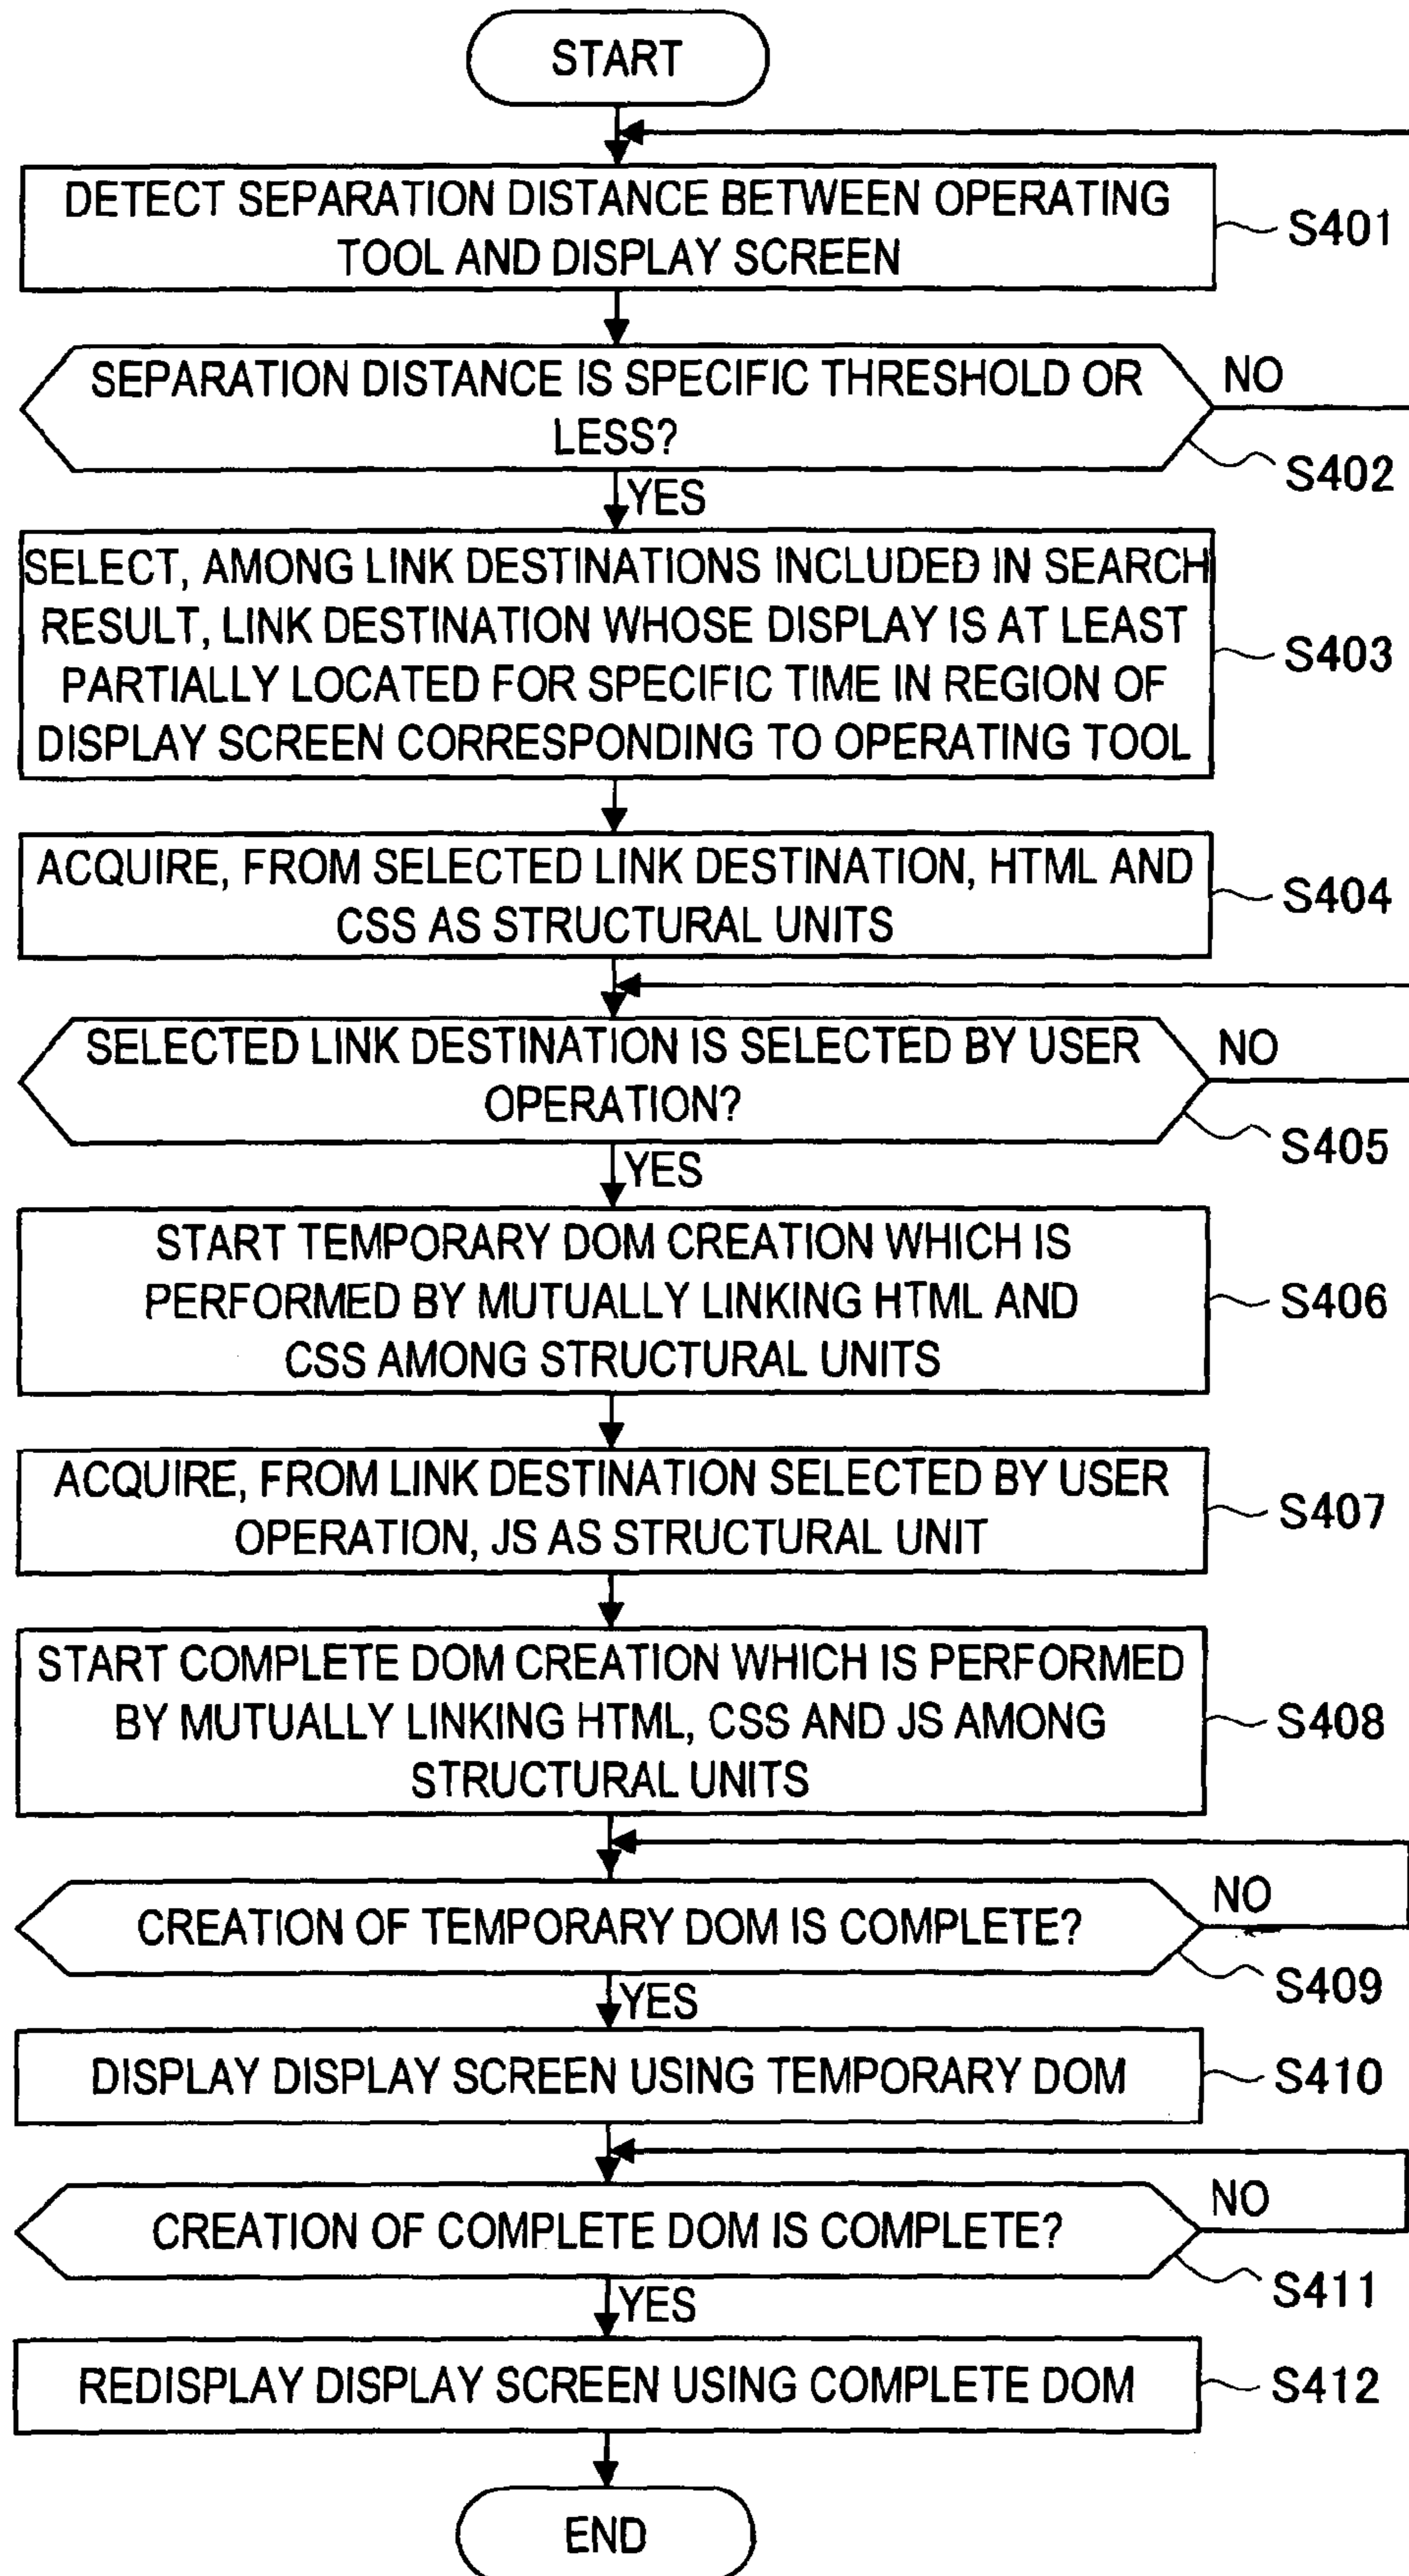 START
DETECT SEPARATION DISTANCE BETWEEN OPERATING
TOOL AND DISPLAY SCREEN
S401
SEPARATION DISTANCE IS SPECIFIC THRESHOLD OR
LESS?
NO
S402
YES
SELECT, AMONG LINK DESTINATIONS INCLUDED IN SEARCH
RESULT, LINK DESTINATION WHOSE DISPLAY IS AT LEAST
PARTIALLY LOCATED FOR SPECIFIC TIME IN REGION OF
DISPLAY SCREEN CORRESPONDING TO OPERATING TOOL
S403
ACQUIRE, FROM SELECTED LINK DESTINATION, HTML AND
CSS AS STRUCTURAL UNITS
S404
SELECTED LINK DESTINATION IS SELECTED BY USER
OPERATION?
NO
S405
YES
START TEMPORARY DOM CREATION WHICH IS
PERFORMED BY MUTUALLY LINKING HTML AND
CSS AMONG STRUCTURAL UNITS
S406
ACQUIRE, FROM LINK DESTINATION SELECTED BY USER
OPERATION, JS AS STRUCTURAL UNIT
S407
START COMPLETE DOM CREATION WHICH IS PERFORMED
BY MUTUALLY LINKING HTML, CSS AND JS AMONG
STRUCTURAL UNITS
S408
CREATION OF TEMPORARY DOM IS COMPLETE?
NO
S409
YES
DISPLAY DISPLAY SCREEN USING TEMPORARY DOM
S410
CREATION OF COMPLETE DOM IS COMPLETE?
NO
S411
YES
REDISPLAY DISPLAY SCREEN USING COMPLETE DOM
S412
END